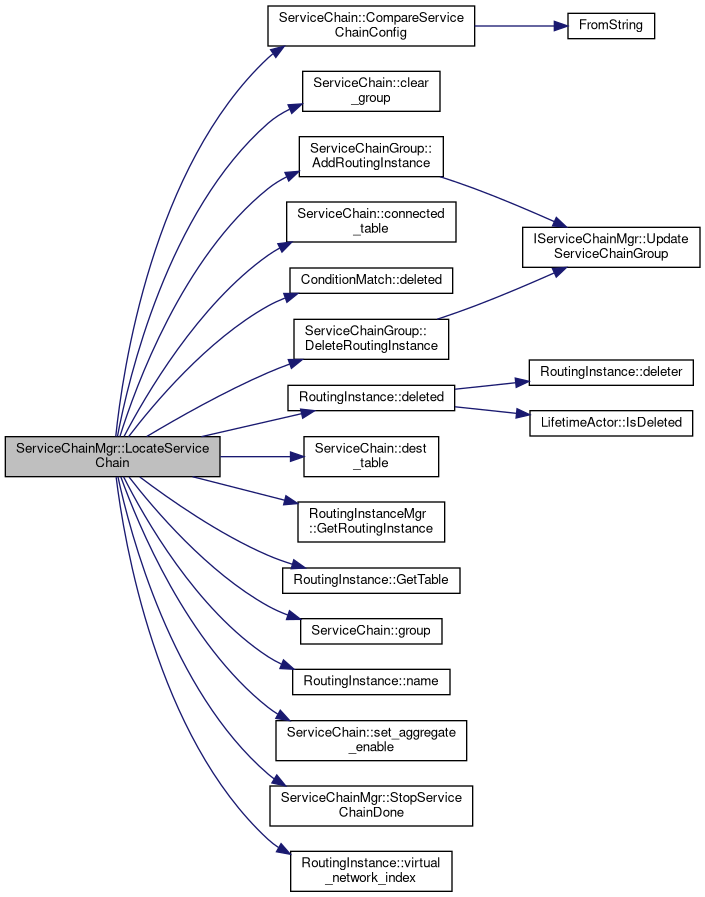 ServiceChain::CompareService
ChainConfig
FromString
ServiceChain::clear
_group
ServiceChainGroup::
AddRoutingInstance
ServiceChain::connected
_table
IServiceChainMgr::Update
ServiceChainGroup
ConditionMatch::deleted
ServiceChainGroup::
DeleteRoutingInstance
RoutingInstance::deleter
RoutingInstance::deleted
LifetimeActor::IsDeleted
ServiceChainMgr::LocateService
Chain
ServiceChain::dest
_table
RoutingInstanceMgr
::GetRoutingInstance
RoutingInstance::GetTable
ServiceChain::group
RoutingInstance::name
ServiceChain::set_aggregate
_enable
ServiceChainMgr::StopService
ChainDone
RoutingInstance::virtual
_network_index